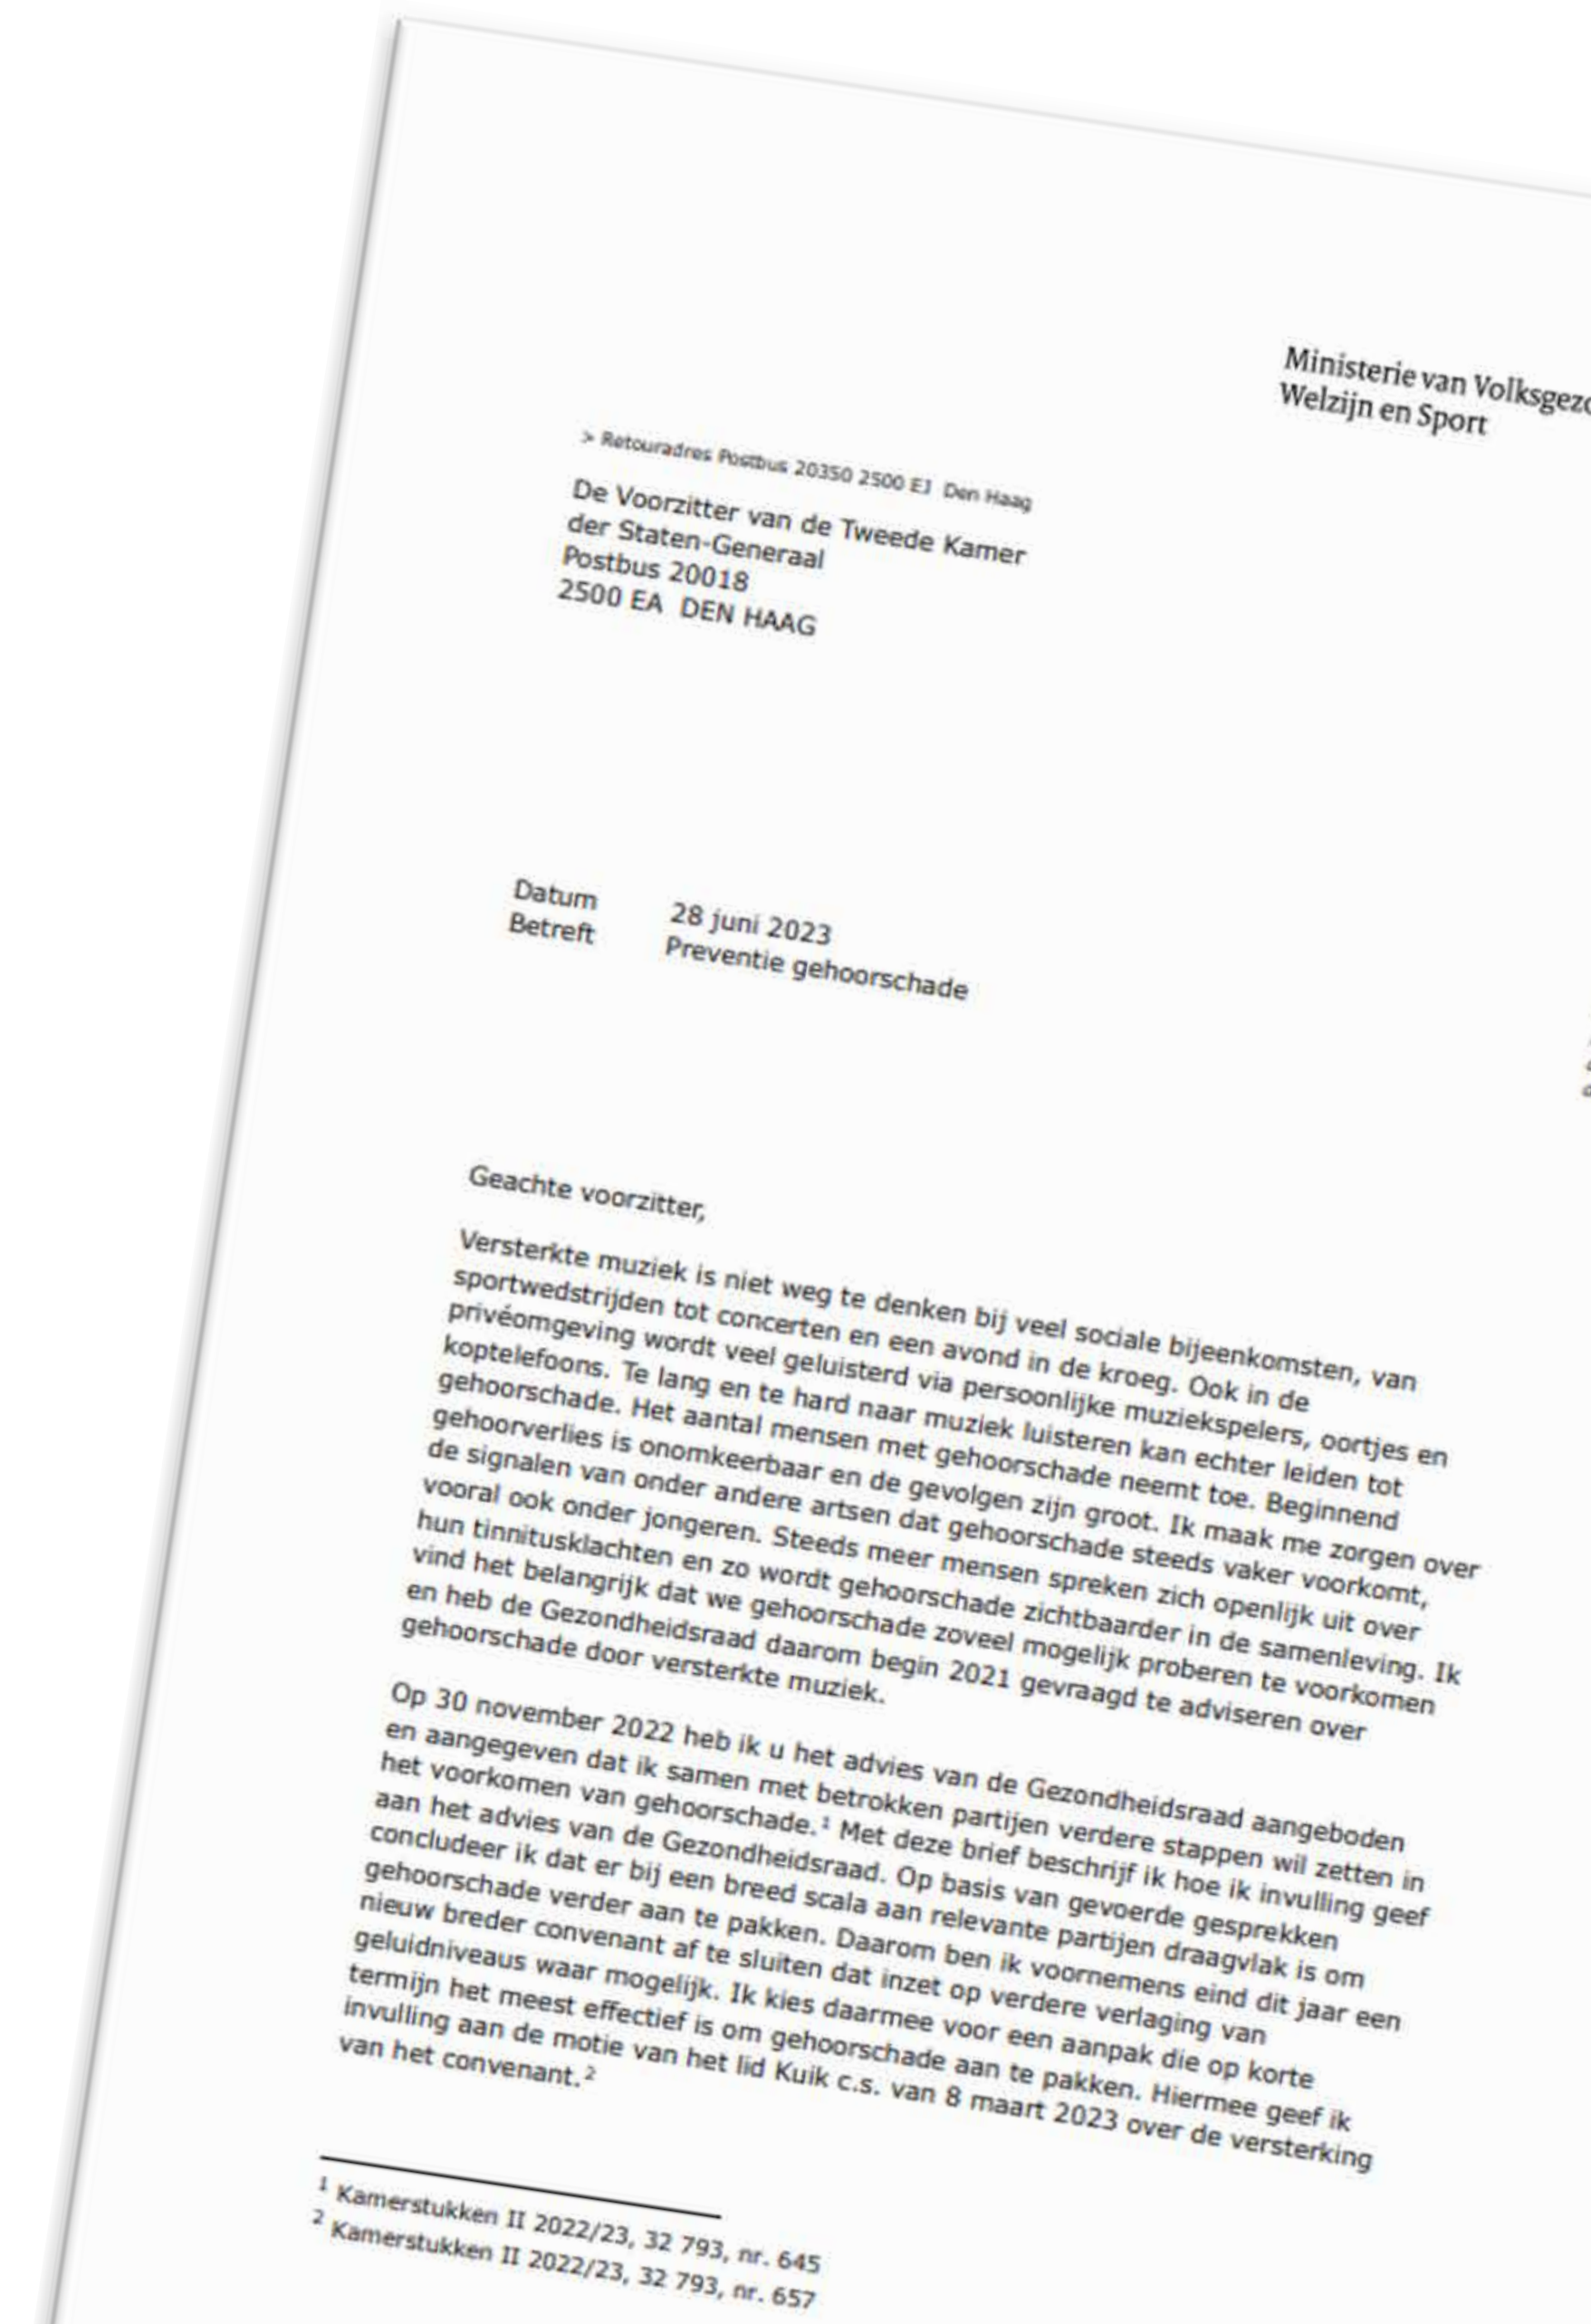 Ministerie van
Welzijn en Sport
> Retouradres Postbus 20350 2500 EJ Den Haag
De Voorzitter van de Tweede Kamer
der Staten-Generaal
Postbus 20018
2500 EA DEN HAAG
Datum 28 juni 2023
Betreft Preventie gehoorschade
Geachte voorzitter,
Versterkte muziek is niet weg te denken bij veel sociale bijeenkomsten, van
sportwedstrijden tot concerten en een avond in de kroeg. Ook in de
privéomgeving wordt veel geluisterd via persoonlijke muziekspelers, oortjes en
koptelefoons. Te lang en te hard naar muziek luisteren kan echter leiden tot
gehoorschade. Het aantal mensen met gehoorschade neemt toe. Beginnend
gehoorverlies is onomkeerbaar en de gevolgen zijn groot. Ik maak me zorgen over
de signalen van onder andere artsen dat gehoorschade steeds vaker voorkomt,
vooral ook onder jongeren. Steeds meer mensen spreken zich openlijk uit over
hun tinnitusklachten en zo wordt gehoorschade zichtbaarder in de samenleving. Ik
vind het belangrijk dat we gehoorschade zoveel mogelijk proberen te voorkomen
en heb de Gezondheidsraad daarom begin 2021 gevraagd te adviseren over
gehoorschade door versterkte muziek.
Op 30 november 2022 heb ik u het advies van de Gezondheidsraad aangeboden
en aangegeven dat ik samen met betrokken partijen verdere stappen wil zetten in
het voorkomen van gehoorschade.¹ Met deze brief beschrijf ik hoe ik invulling geef
aan het advies van de Gezondheidsraad. Op basis van gevoerde gesprekken
concludeer ik dat er bij een breed scala aan relevante partijen draagvlak is om
gehoorschade verder aan te pakken. Daarom ben ik voornemens eind dit jaar een
nieuw breder convenant af te sluiten dat inzet op verdere verlaging van
geluidniveaus waar mogelijk. Ik kies daarmee voor een aanpak die op korte
termijn het meest effectief is om gehoorschade aan te pakken. Hiermee geef ik
invulling aan de motie van het lid Kuik c.s. van 8 maart 2023 over de versterking
van het convenant.²
¹ Kamerstukken II 2022/23, 32 793, nr. 645
² Kamerstukken II 2022/23, 32 793, nr. 657